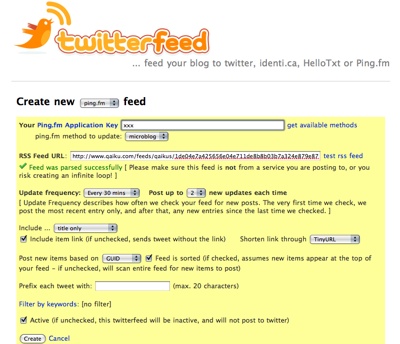 twitterfeed
... feed your blog to twitter, identi.ca, HelloTxt or Ping.fm
Create new ping.fm feed
Your Ping.fm Application Key xxx get available methods
ping.fm method to update: microblog
RSS Feed URL: http://www.qaiku.com/feeds/qaikus/ test rss feed
Feed was parsed successfully [ Please make sure this feed is not from a service you are posting to, or you
risk creating an infinite loop! ]
Update frequency: Every 30 mins Post up to 2 new updates each time
[ Update Frequency describes how often we check your feed for new posts. The very first time we check, we
post the most recent entry only, and after that, any new entries since the last time we checked. ]
Include ... title only
Include item link (if unchecked, sends tweet without the link) Shorten link through TinyURL
Post new items based on GUID Feed is sorted (if checked, assumes new items appear at the top of
your feed - if unchecked, will scan entire feed for new items to post)
Prefix each tweet with: (max. 20 characters)
Filter by keywords: [no filter]
Active (if unchecked, this twitterfeed will be inactive, and will not post to twitter)
Create Cancel